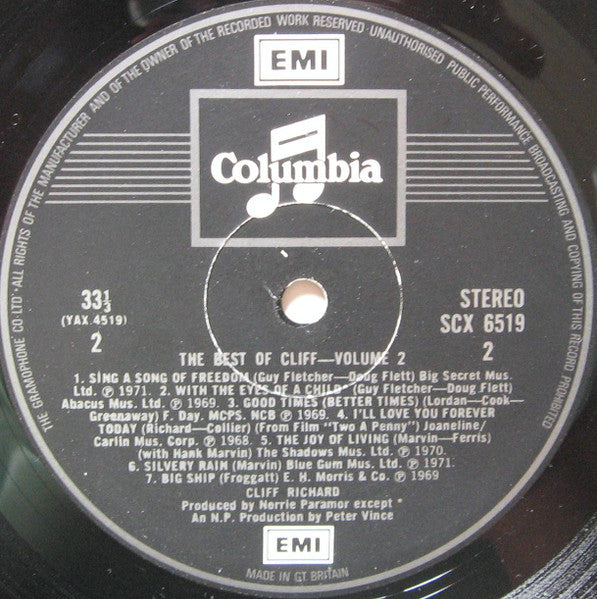 THE GRAMOPHONE CO·LTD·ALL RIGHTS OF THE MANUFACTURER AND OF THE OWNER OF THE RECORDED WORK RESERVED·UNAUTHORISED PUBLIC PERFORMANCE BROADCASTING AND COPYING OF THIS RECORD PROHIBITED
EMI
Columbia
33⅓
(YAX.4519)
2
STEREO
SCX 6519
2
THE BEST OF CLIFF—VOLUME 2
1. SING A SONG OF FREEDOM (Guy Fletcher—Doug Flett) Big Secret Mus.
Ltd. ℗ 1971. 2. WITH THE EYES OF A CHILD* (Guy Fletcher—Doug Flett)
Abacus Mus. Ltd. ℗ 1969. 3. GOOD TIMES (BETTER TIMES) (Lordan—Cook—
Greenaway) F. Day. MCPS. NCB ℗ 1969. 4. I'LL LOVE YOU FOREVER
TODAY (Richard—Collier) (From Film "Two A Penny") Joaneline/
Carlin Mus. Corp. ℗ 1968. 5. THE JOY OF LIVING (Marvin—Ferris)
(with Hank Marvin) The Shadows Mus. Ltd. ℗ 1970.
6. SILVERY RAIN (Marvin) Blue Gum Mus. Ltd. ℗ 1971.
7. BIG SHIP (Froggatt) E. H. Morris & Co. ℗ 1969
CLIFF RICHARD
Produced by Norrie Paramor except *
An N.P. Production by Peter Vince
EMI
MADE IN GT. BRITAIN